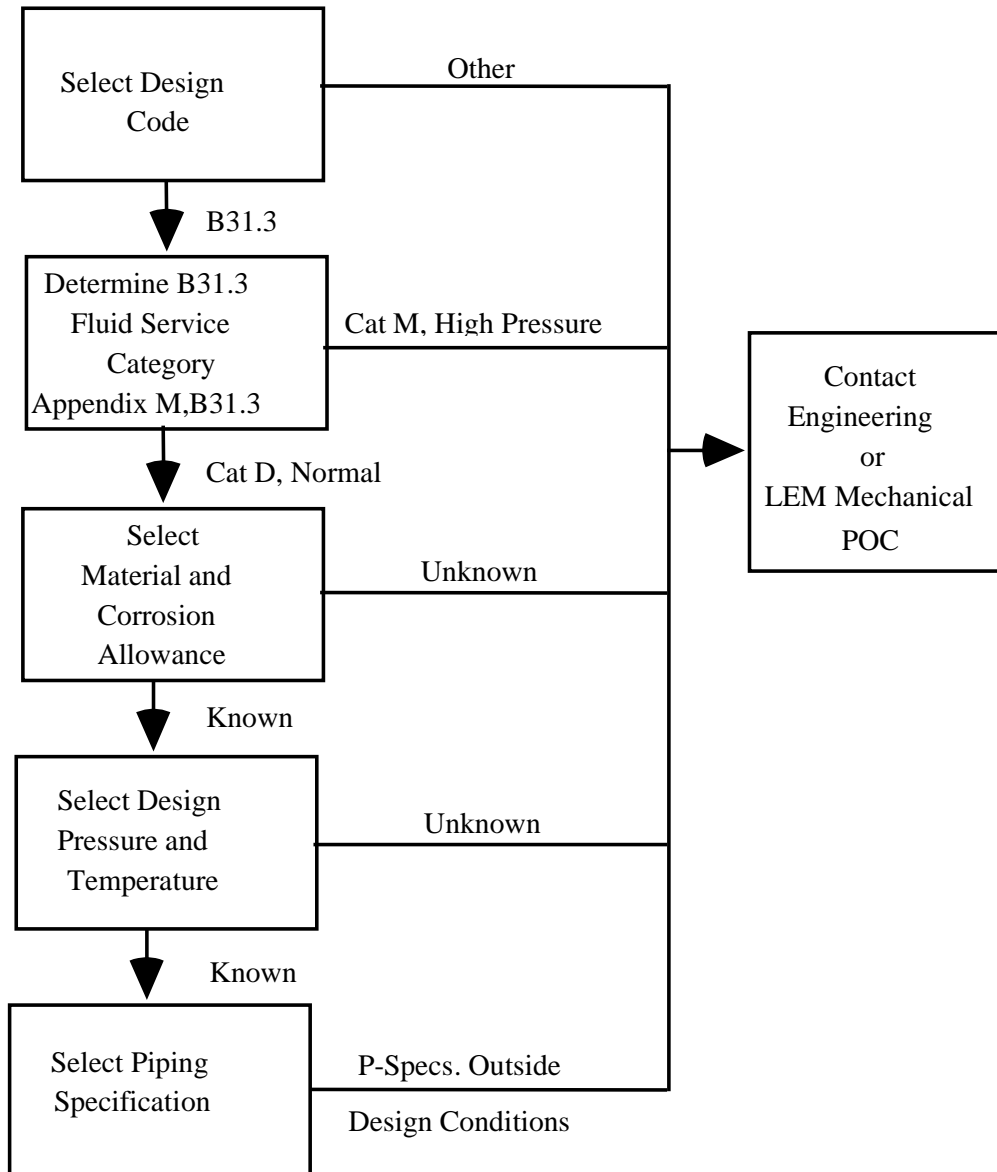 Select Design
Code
Other
B31.3
Determine B31.3
Fluid Service
Category
Appendix M,B31.3
Cat M, High Pressure
Contact
Engineering
or
LEM Mechanical
POC
Cat D, Normal
Select
Material and
Corrosion
Allowance
Unknown
Known
Select Design
Pressure and
Temperature
Unknown
Known
Select Piping
Specification
P-Specs. Outside
Design Conditions